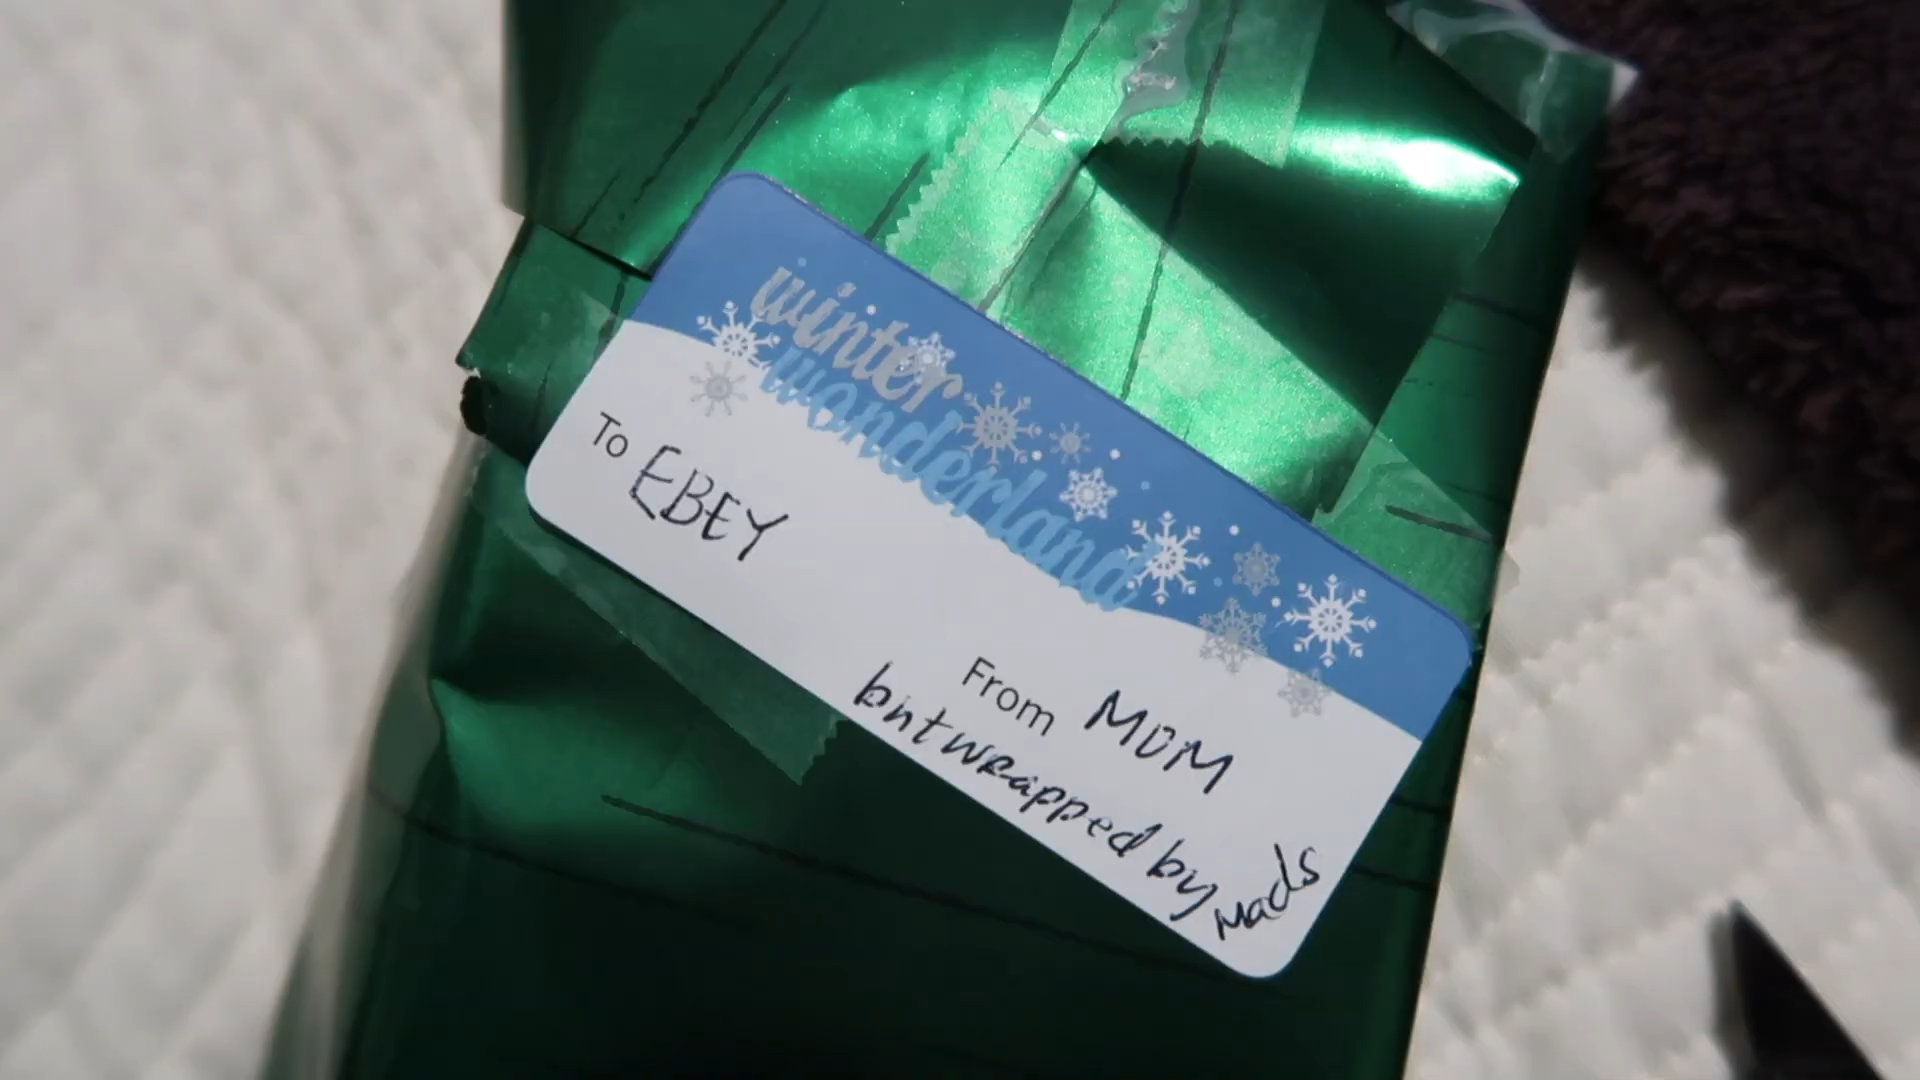 winter
wonderland
To EBEY
From MOM
but wrapped by
Mads